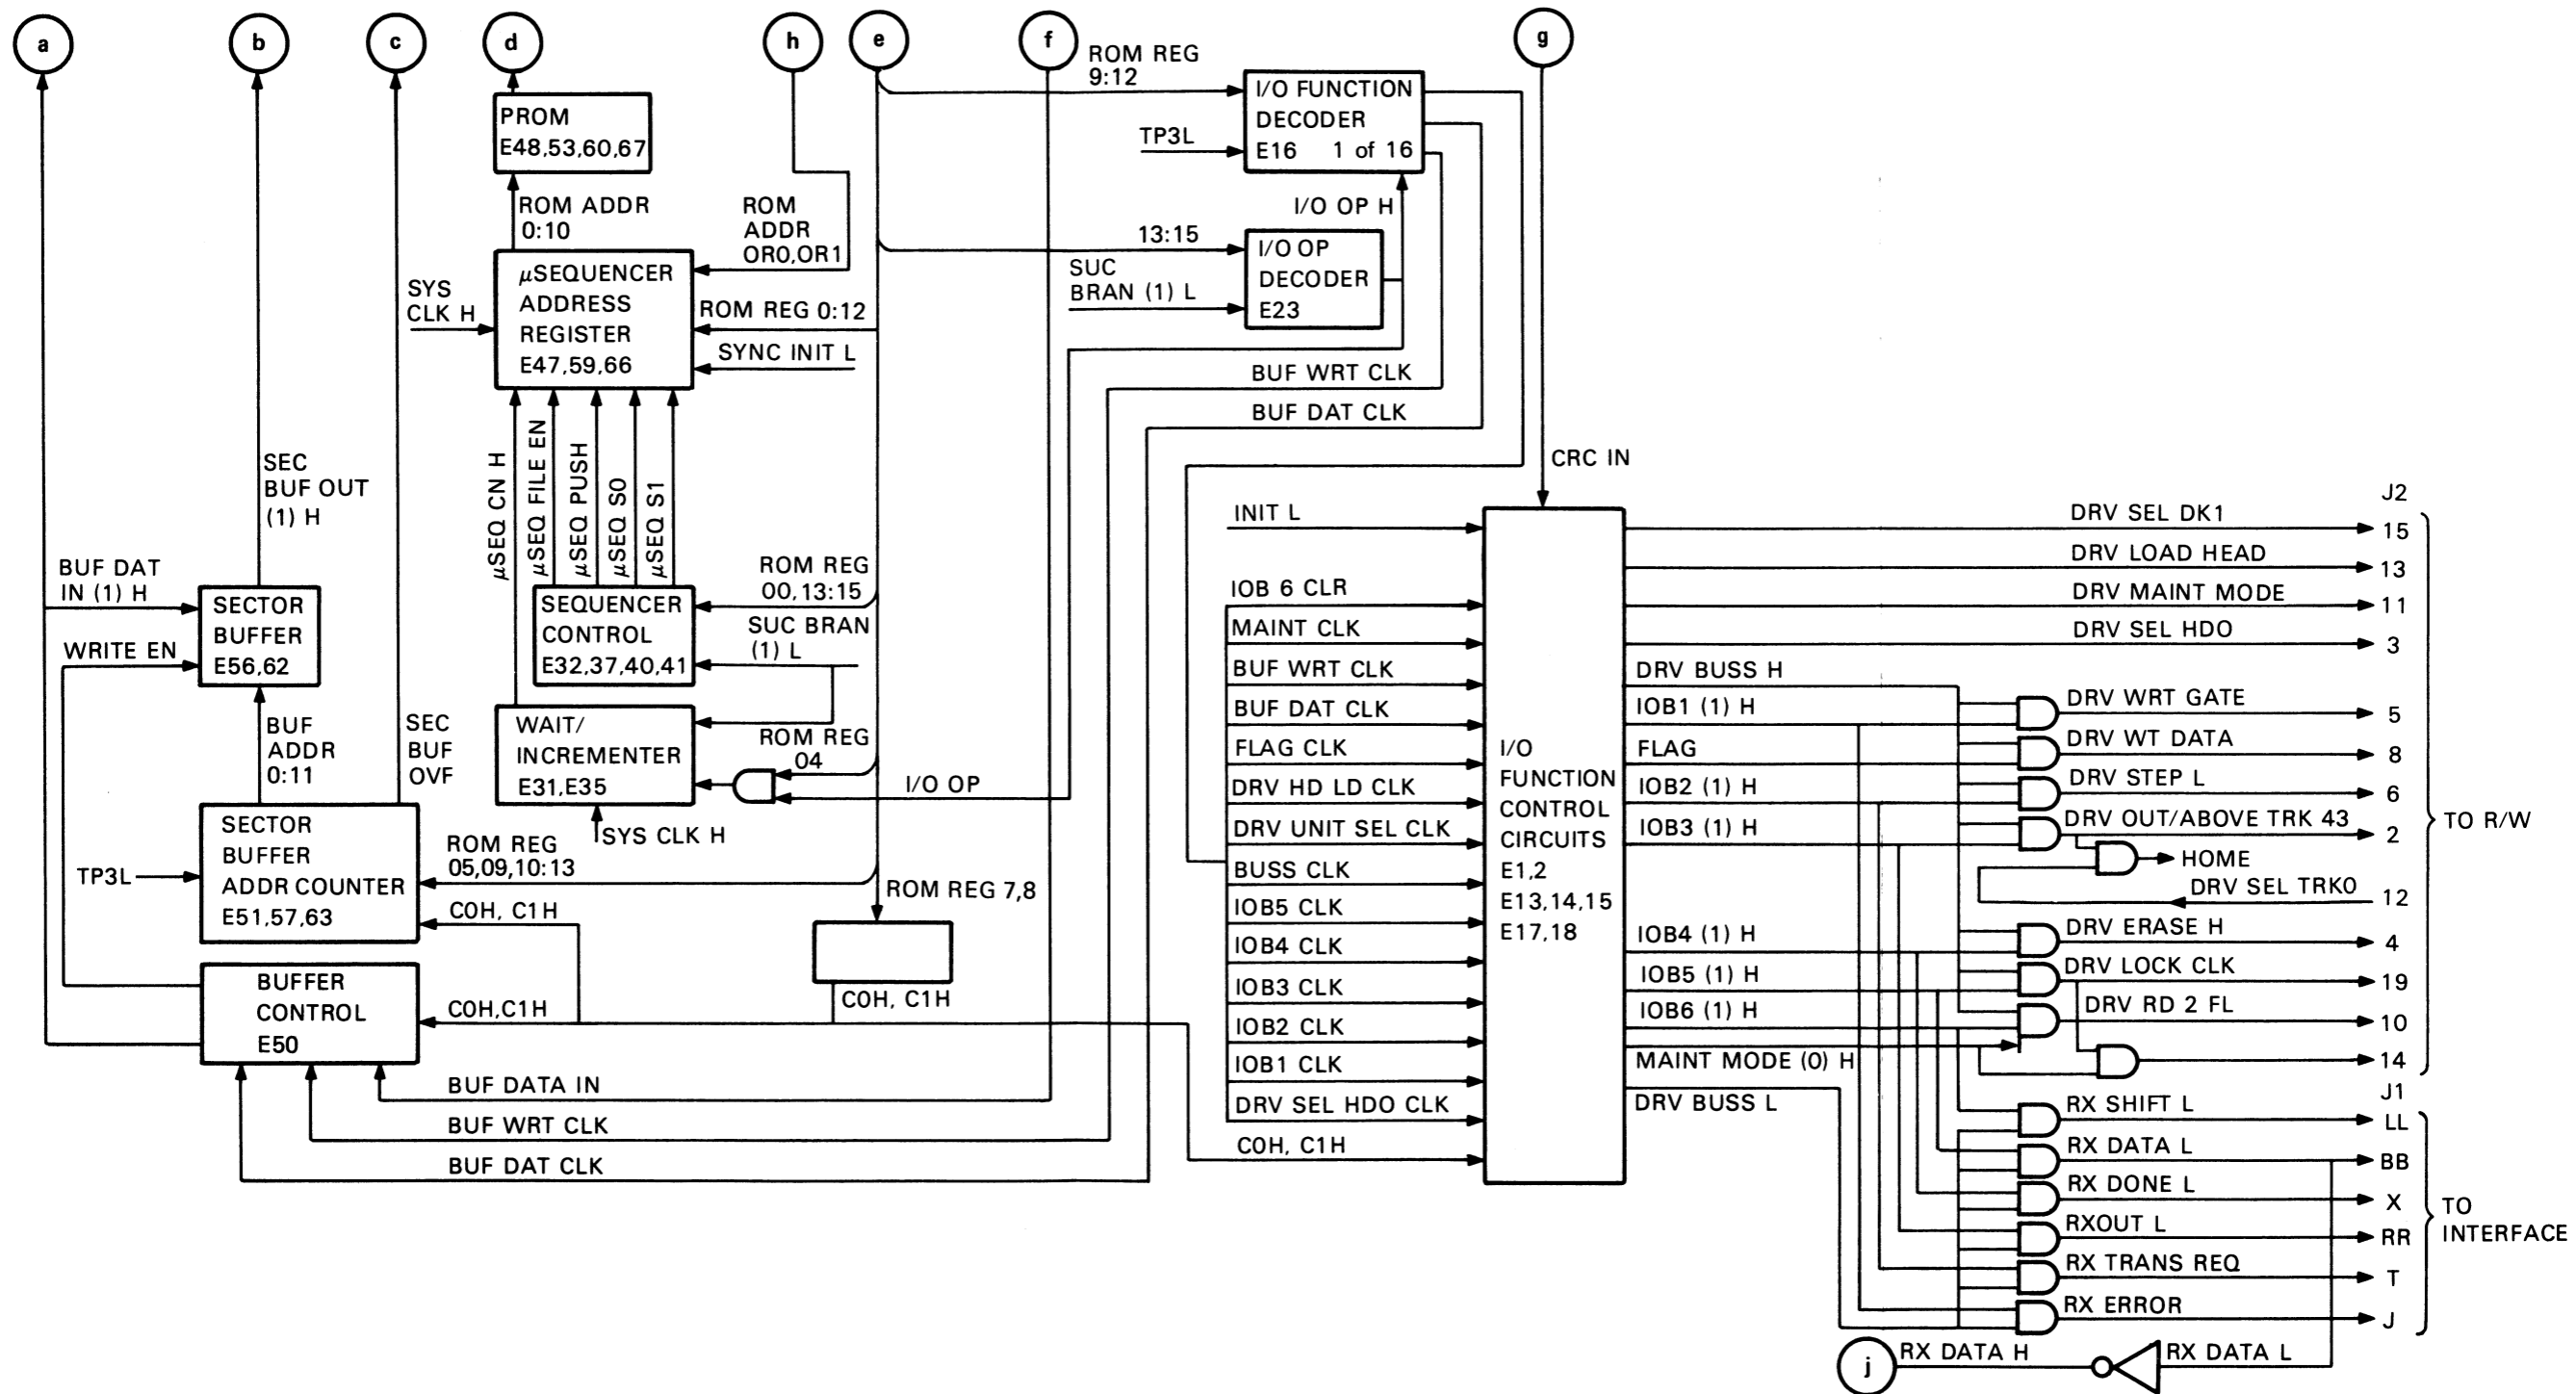 a
b
c
d
h
e
f
g
ROM REG
9:12
I/O FUNCTION
DECODER
E16 1 of 16
TP3L
PROM
E48,53,60,67
ROM ADDR
0:10
ROM
ADDR
OR0,OR1
I/O OP H
13:15
I/O OP
DECODER
E23
SUC
BRAN (1) L
μSEQUENCER
ADDRESS
REGISTER
E47,59,66
SYS
CLK H
ROM REG 0:12
SYNC INIT L
BUF WRT CLK
BUF DAT CLK
μSEQ CN H
μSEQ FILE EN
μSEQ PUSH
μSEQ S0
μSEQ S1
SEC
BUF OUT
(1) H
CRC IN
BUF DAT
IN (1) H
SECTOR
BUFFER
E56,62
WRITE EN
SEQUENCER
CONTROL
E32,37,40,41
ROM REG
00,13:15
SUC BRAN
(1) L
BUF
ADDR
0:11
SEC
BUF
OVF
WAIT/
INCREMENTER
E31,E35
ROM REG
04
I/O OP
SYS CLK H
SECTOR
BUFFER
ADDR COUNTER
E51,57,63
TP3L
ROM REG
05,09,10:13
ROM REG 7,8
C0H, C1H
BUFFER
CONTROL
E50
C0H,C1H
C0H, C1H
BUF DATA IN
BUF WRT CLK
BUF DAT CLK
INIT L
IOB 6 CLR
MAINT CLK
BUF WRT CLK
BUF DAT CLK
FLAG CLK
DRV HD LD CLK
DRV UNIT SEL CLK
BUSS CLK
IOB5 CLK
IOB4 CLK
IOB3 CLK
IOB2 CLK
IOB1 CLK
DRV SEL HDO CLK
C0H, C1H
I/O
FUNCTION
CONTROL
CIRCUITS
E1,2
E13,14,15
E17,18
DRV BUSS H
IOB1 (1) H
FLAG
IOB2 (1) H
IOB3 (1) H
IOB4 (1) H
IOB5 (1) H
IOB6 (1) H
MAINT MODE (0) H
DRV BUSS L
J2
DRV SEL DK1 15
DRV LOAD HEAD 13
DRV MAINT MODE 11
DRV SEL HDO 3
DRV WRT GATE 5
DRV WT DATA 8
DRV STEP L 6
DRV OUT/ABOVE TRK 43 2
HOME
DRV SEL TRKO 12
DRV ERASE H 4
DRV LOCK CLK 19
DRV RD 2 FL 10
14
TO R/W
J1
RX SHIFT L LL
RX DATA L BB
RX DONE L X
RXOUT L RR
RX TRANS REQ T
RX ERROR J
TO
INTERFACE
j
RX DATA H
RX DATA L